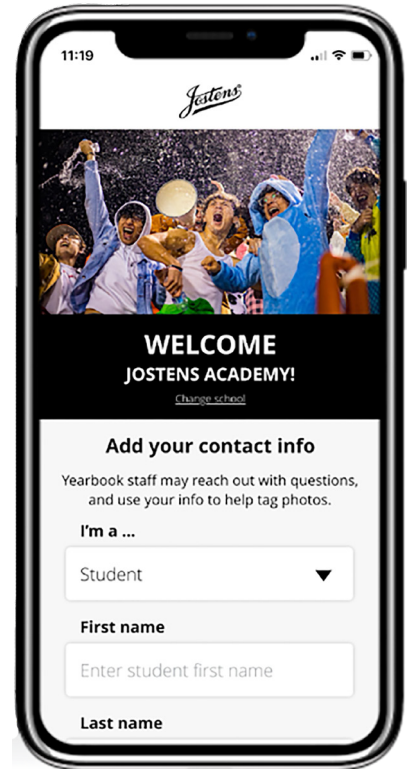 11:19
Jostens
WELCOME
JOSTENS ACADEMY!
Change school
Add your contact info
Yearbook staff may reach out with questions,
and use your info to help tag photos.
I'm a ...
Student
First name
Enter student first name
Last name